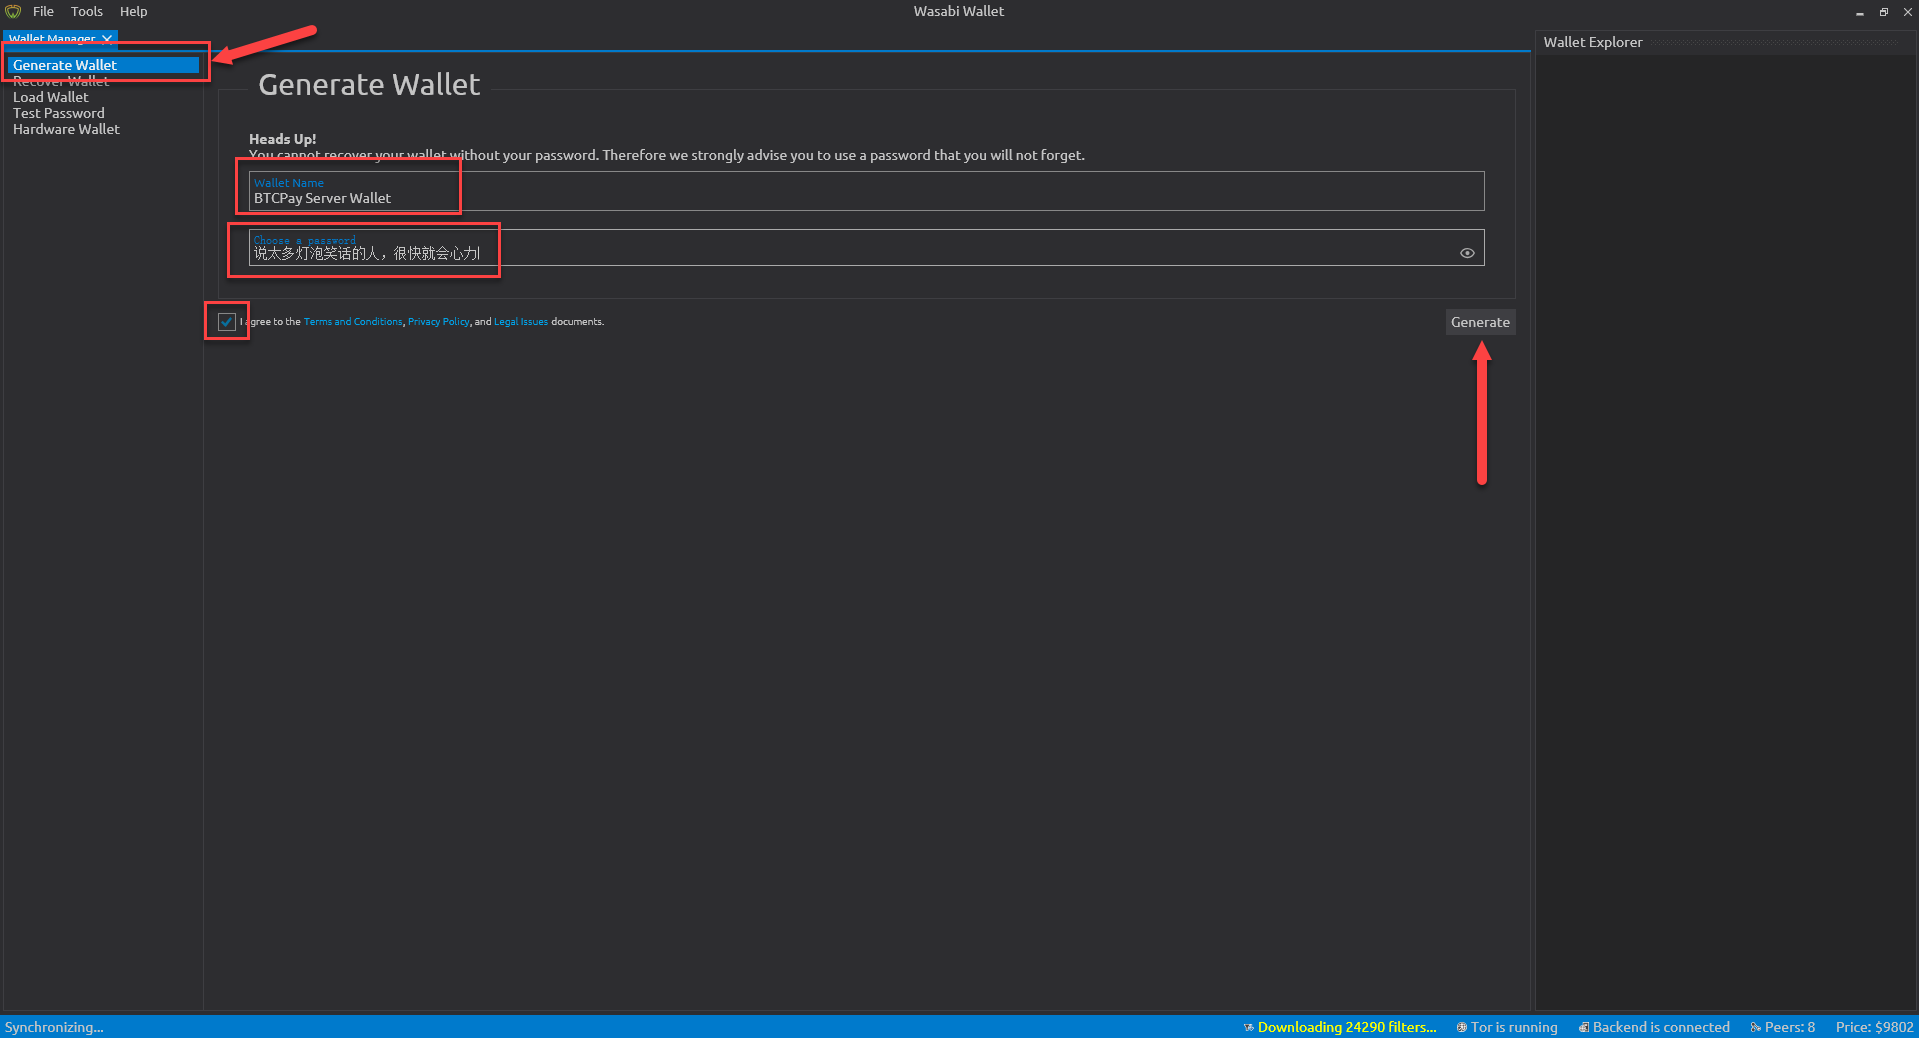 File Tools Help
Wasabi Wallet
Wallet Manager
Wallet Explorer
Generate Wallet
Recover Wallet
Load Wallet
Test Password
Hardware Wallet
Generate Wallet
Heads Up!
You cannot recover your wallet without your password. Therefore we strongly advise you to use a password that you will not forget.
Wallet Name
BTCPay Server Wallet
Choose a password
说太多灯泡笑话的人，很快就会心力
I agree to the Terms and Conditions, Privacy Policy, and Legal Issues documents.
Generate
Synchronizing...
Downloading 24290 filters... Tor is running Backend is connected Peers: 8 Price: $9802